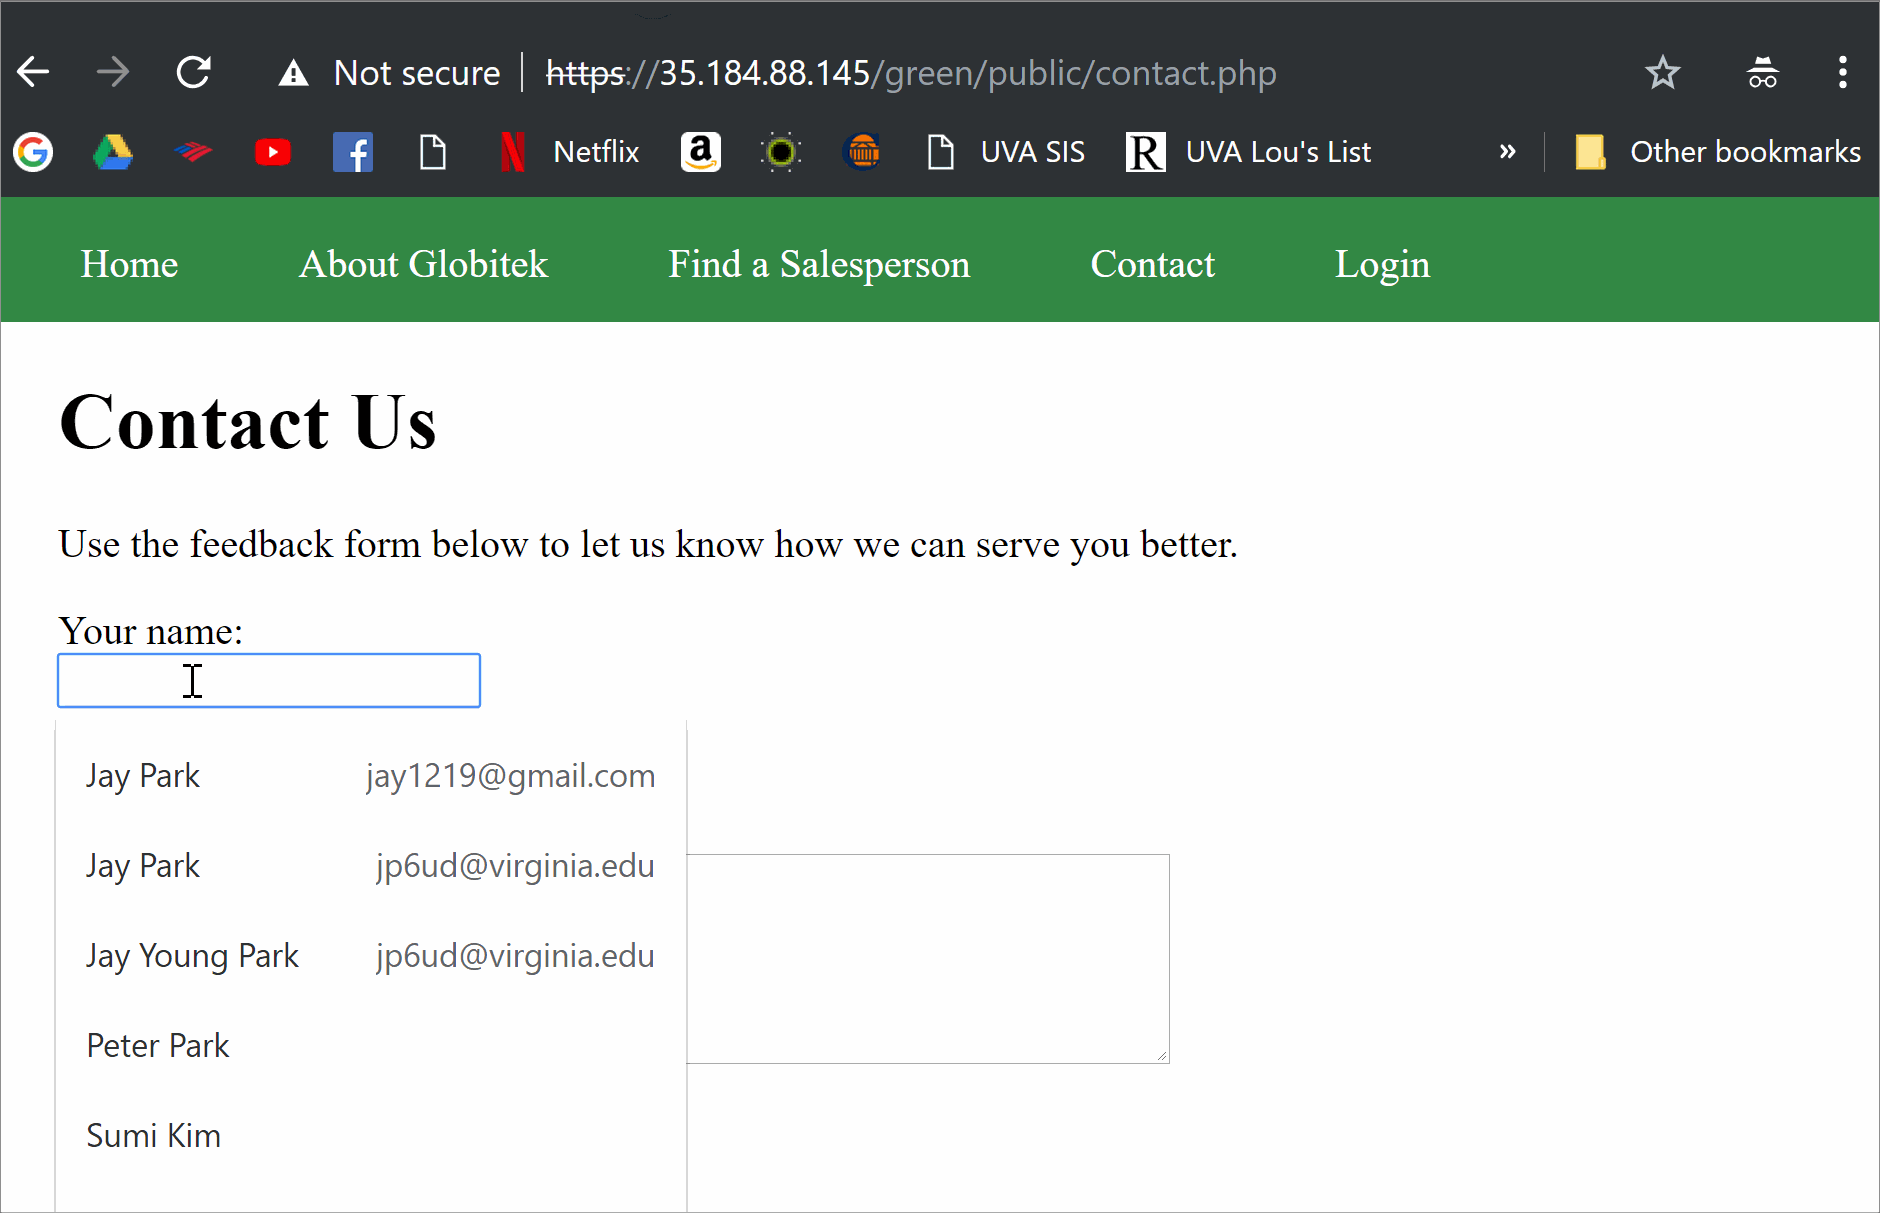 Not secure https://35.184.88.145/green/public/contact.php
G f N Netflix a UVA SIS R UVA Lou's List » Other bookmarks
Home About Globitek Find a Salesperson Contact Login
Contact Us
Use the feedback form below to let us know how we can serve you better.
Your name:
Jay Park jay1219@gmail.com
Jay Park jp6ud@virginia.edu
Jay Young Park jp6ud@virginia.edu
Peter Park
Sumi Kim